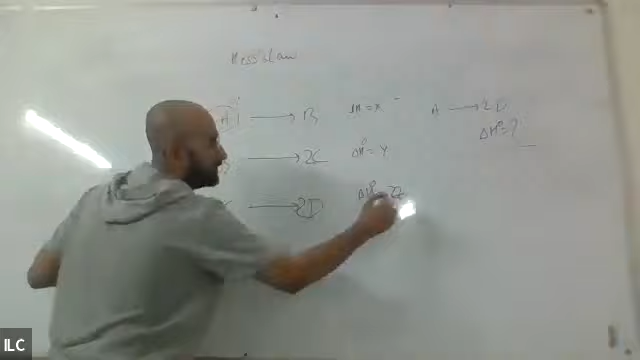 Hess's law
A → B ΔH = x
→ 2C ΔH° = y
→ 2D ΔH°
A → 2D
ΔH° = ?
ILC